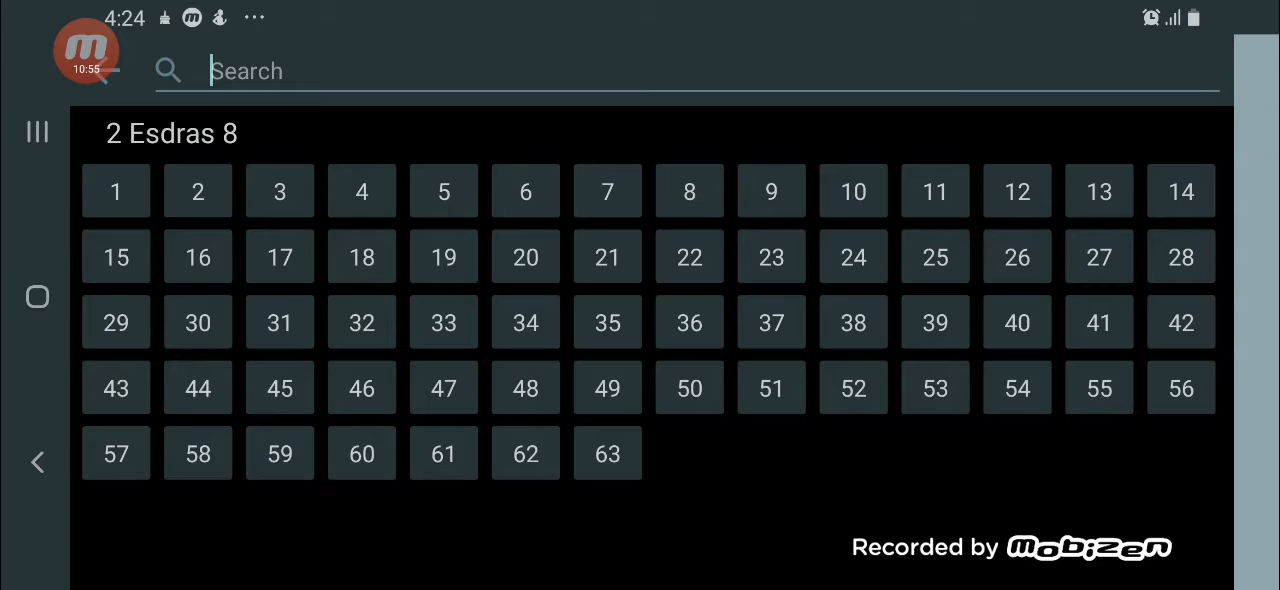 4:24
10:55
Search
2 Esdras 8
1 2 3 4 5 6 7 8 9 10 11 12 13 14
15 16 17 18 19 20 21 22 23 24 25 26 27 28
29 30 31 32 33 34 35 36 37 38 39 40 41 42
43 44 45 46 47 48 49 50 51 52 53 54 55 56
57 58 59 60 61 62 63
Recorded by mobizen